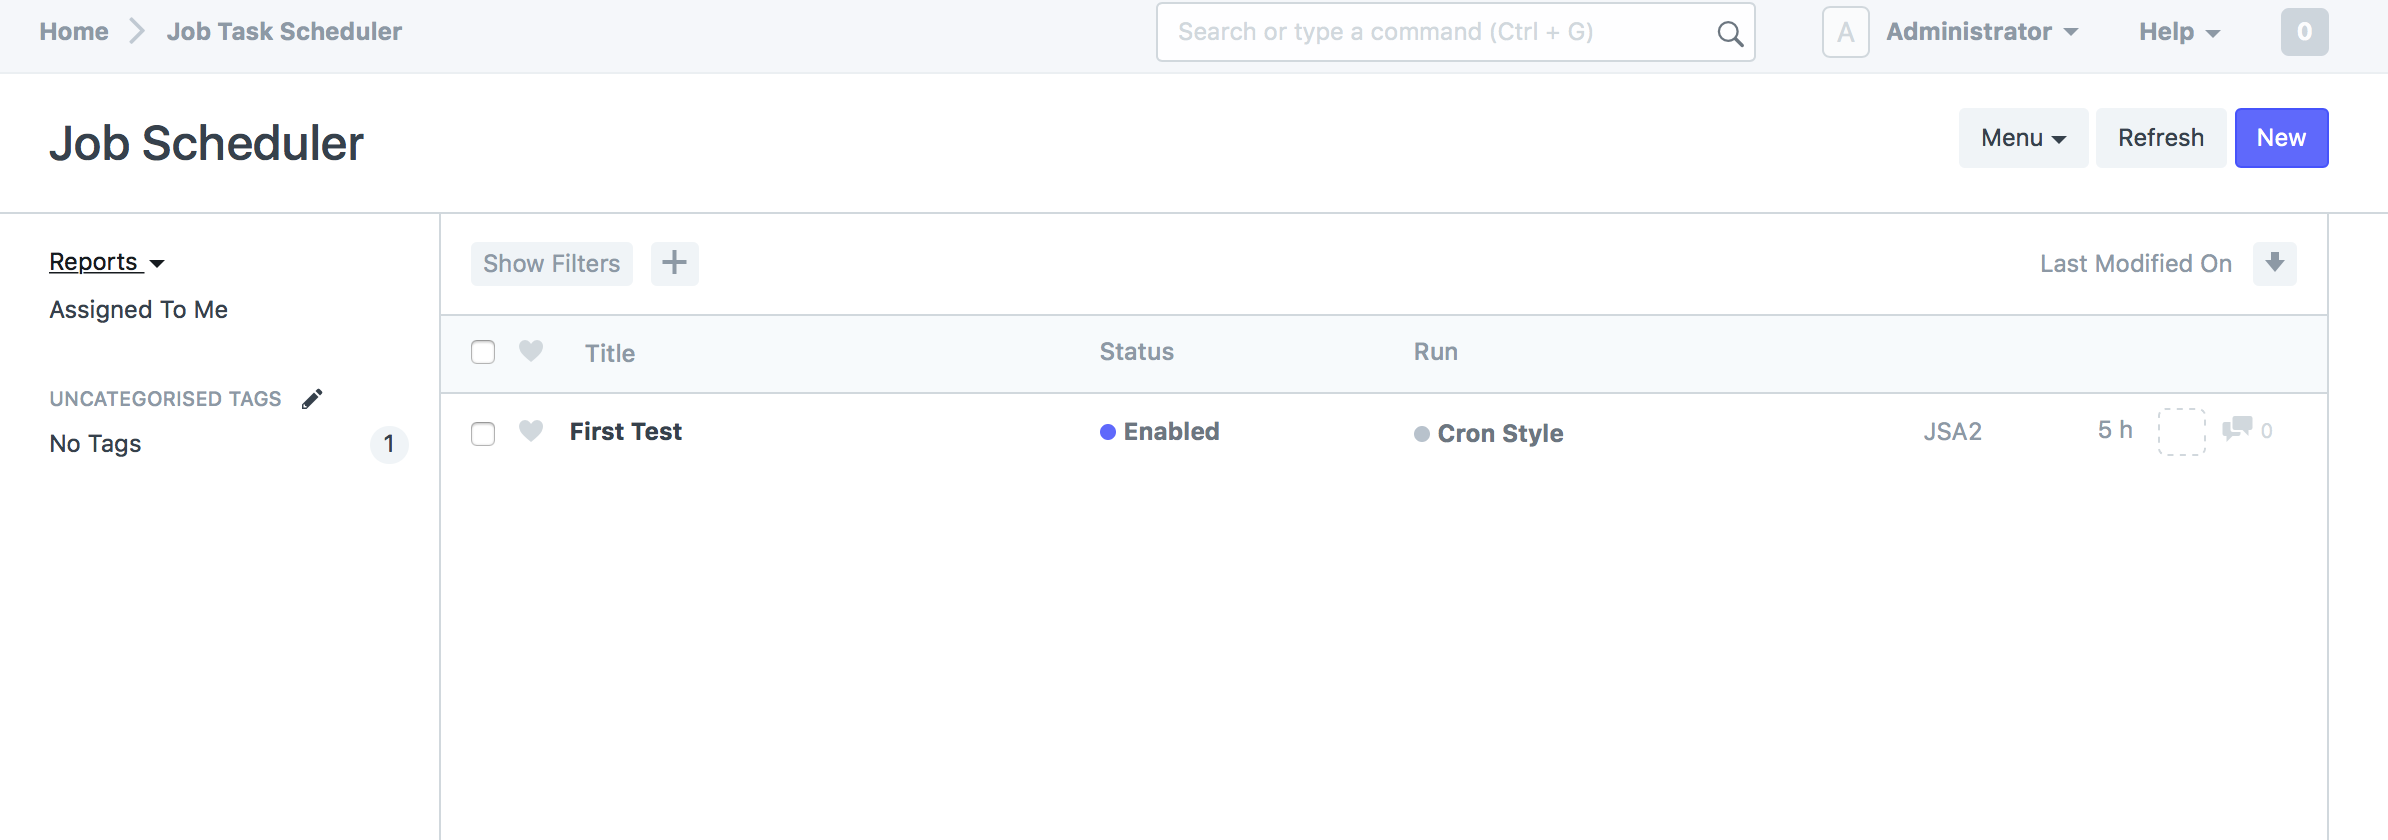 Home Job Task Scheduler Search or type a command (Ctrl + G) A Administrator Help 0
Job Scheduler Menu Refresh New
Reports
Assigned To Me
UNCATEGORISED TAGS
No Tags 1
Show Filters Last Modified On
Title Status Run
First Test Enabled Cron Style JSA2 5 h 0